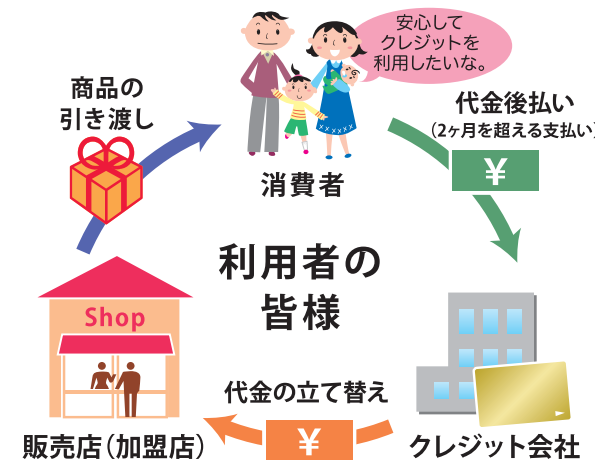 安心して
クレジットを
利用したいな。
商品の
引き渡し
代金後払い
（2ヶ月を超える支払い）
¥
消費者
利用者の
皆様
Shop
代金の立て替え
¥
販売店（加盟店）
クレジット会社